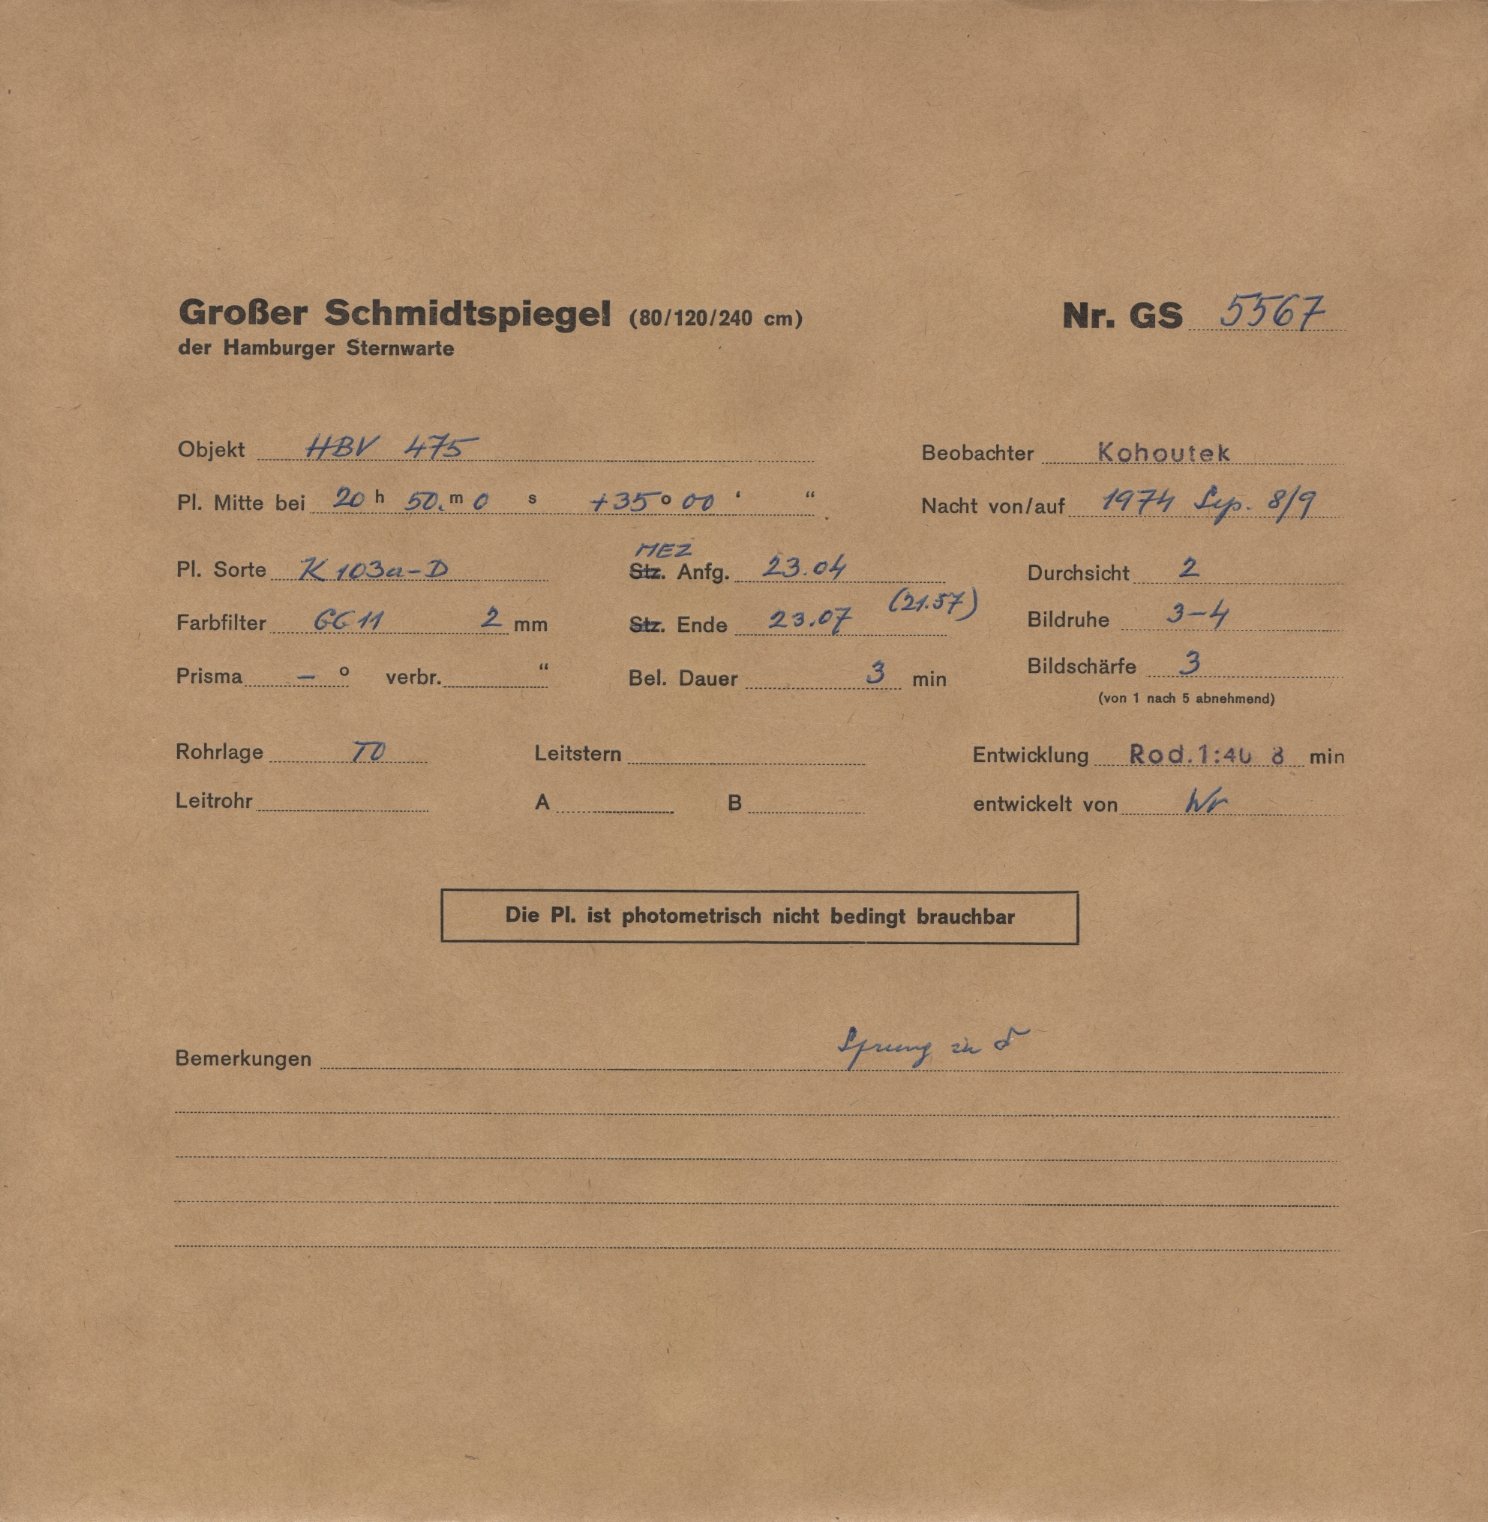 Großer Schmidtspiegel (80/120/240 cm) Nr. GS 5567
der Hamburger Sternwarte
Objekt HBV 475 Beobachter Kohoutek
Pl. Mitte bei 20 h 50. m 0 s +35 o 00 ‘ “ Nacht von/auf 1974 Sep. 8/9
MEZ
Pl. Sorte K 103a-D Stz. Anfg. 23.04 Durchsicht 2
Farbfilter GG 11 2 mm Stz. Ende 23.07 (21.57) Bildruhe 3-4
Prisma – o verbr. “ Bel. Dauer 3 min Bildschärfe 3
(von 1 nach 5 abnehmend)
Rohrlage TO Leitstern Entwicklung Rod. 1:40 8 min
Leitrohr A B entwickelt von Wr
Die Pl. ist photometrisch nicht bedingt brauchbar
Bemerkungen Sprung in δ